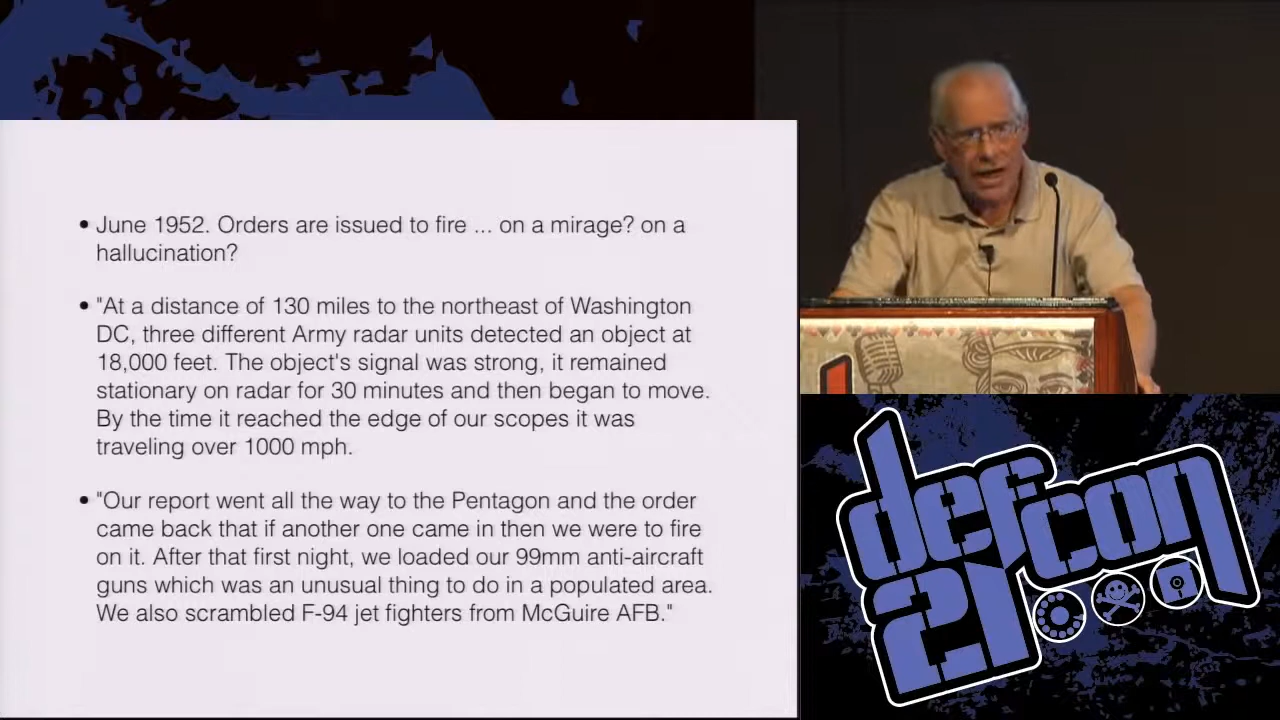 • June 1952. Orders are issued to fire ... on a mirage? on a
hallucination?
• "At a distance of 130 miles to the northeast of Washington
DC, three different Army radar units detected an object at
18,000 feet. The object's signal was strong, it remained
stationary on radar for 30 minutes and then began to move.
By the time it reached the edge of our scopes it was
traveling over 1000 mph.
• "Our report went all the way to the Pentagon and the order
came back that if another one came in then we were to fire
on it. After that first night, we loaded our 99mm anti-aircraft
guns which was an unusual thing to do in a populated area.
We also scrambled F-94 jet fighters from McGuire AFB."
defcon
21